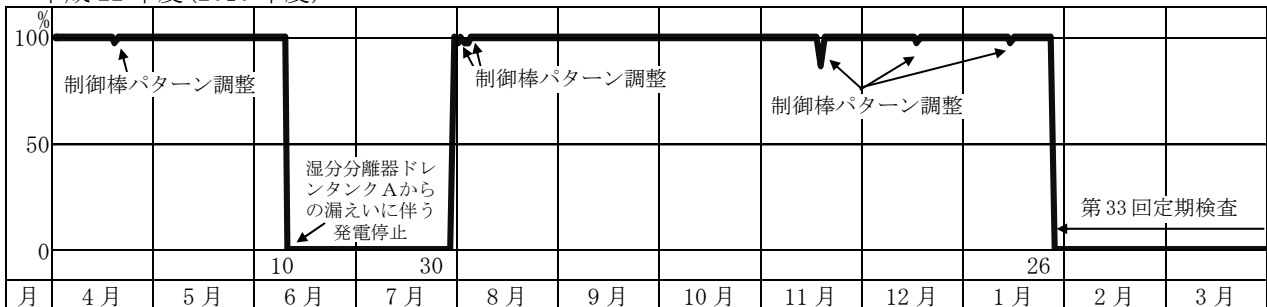 %
100
制御棒パターン調整
制御棒パターン調整
制御棒パターン調整
50
湿分分離器ドレ
ンタンクAから
の漏えいに伴う
発電停止
第33回定期検査
0
10 30 26
月 4月 5月 6月 7月 8月 9月 10月 11月 12月 1月 2月 3月